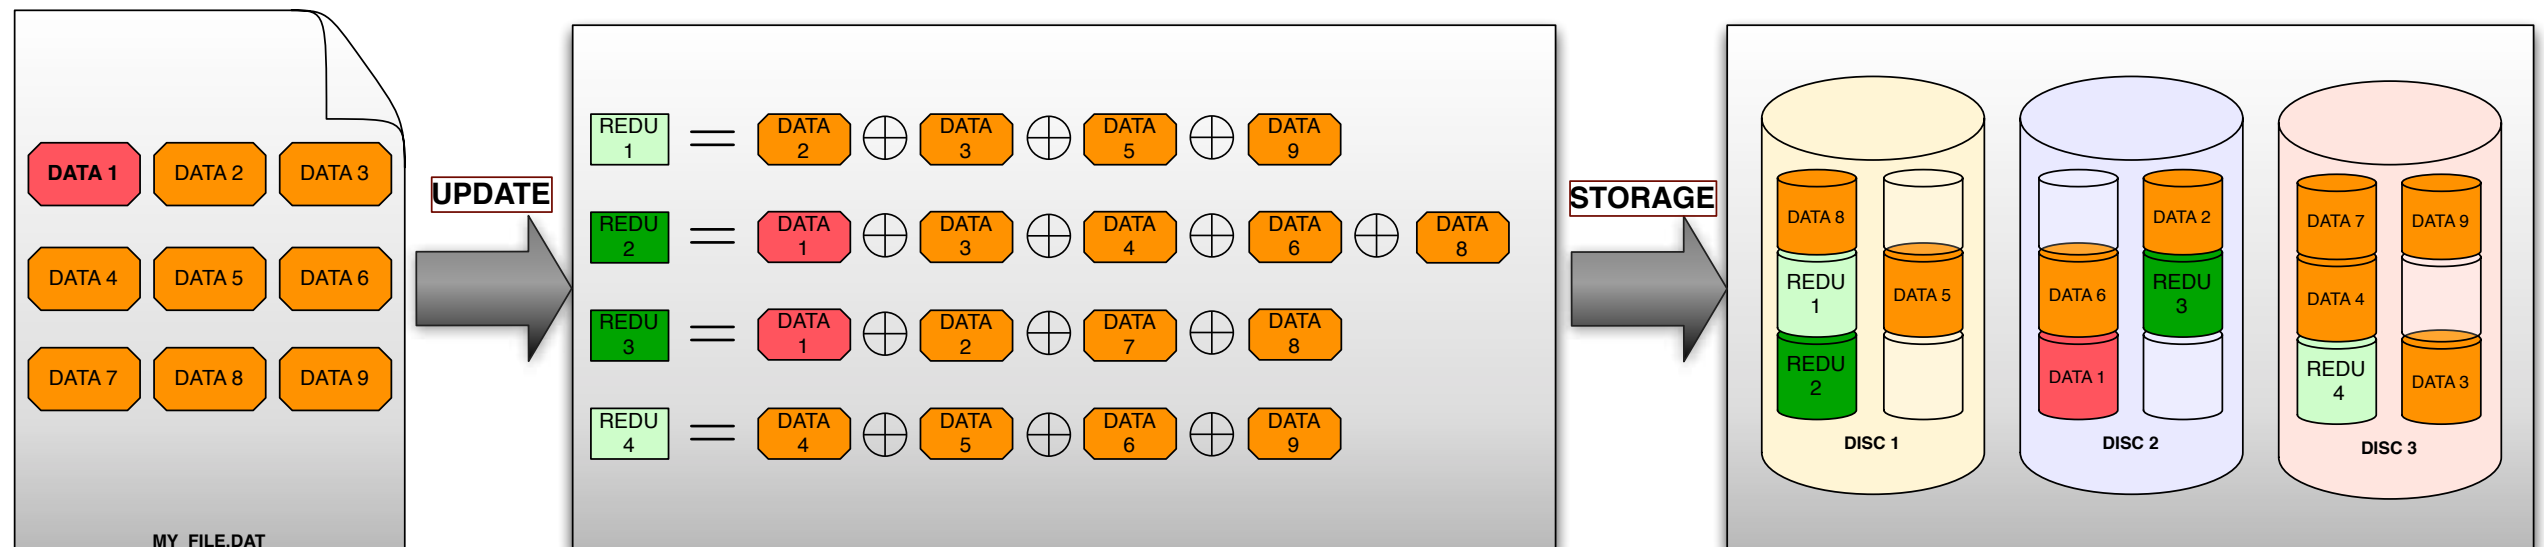 DATA 1
DATA 2
DATA 3
DATA 4
DATA 5
DATA 6
DATA 7
DATA 8
DATA 9
MY_FILE.DAT
UPDATE
REDU
1
DATA
2
DATA
3
DATA
5
DATA
9
REDU
2
DATA
1
DATA
3
DATA
4
DATA
6
DATA
8
REDU
3
DATA
1
DATA
2
DATA
7
DATA
8
REDU
4
DATA
4
DATA
5
DATA
6
DATA
9
STORAGE
DATA 8
REDU
1
DATA 5
REDU
2
DISC 1
DATA 2
DATA 6
REDU
3
DATA 1
DISC 2
DATA 7
DATA 9
DATA 4
REDU
4
DATA 3
DISC 3